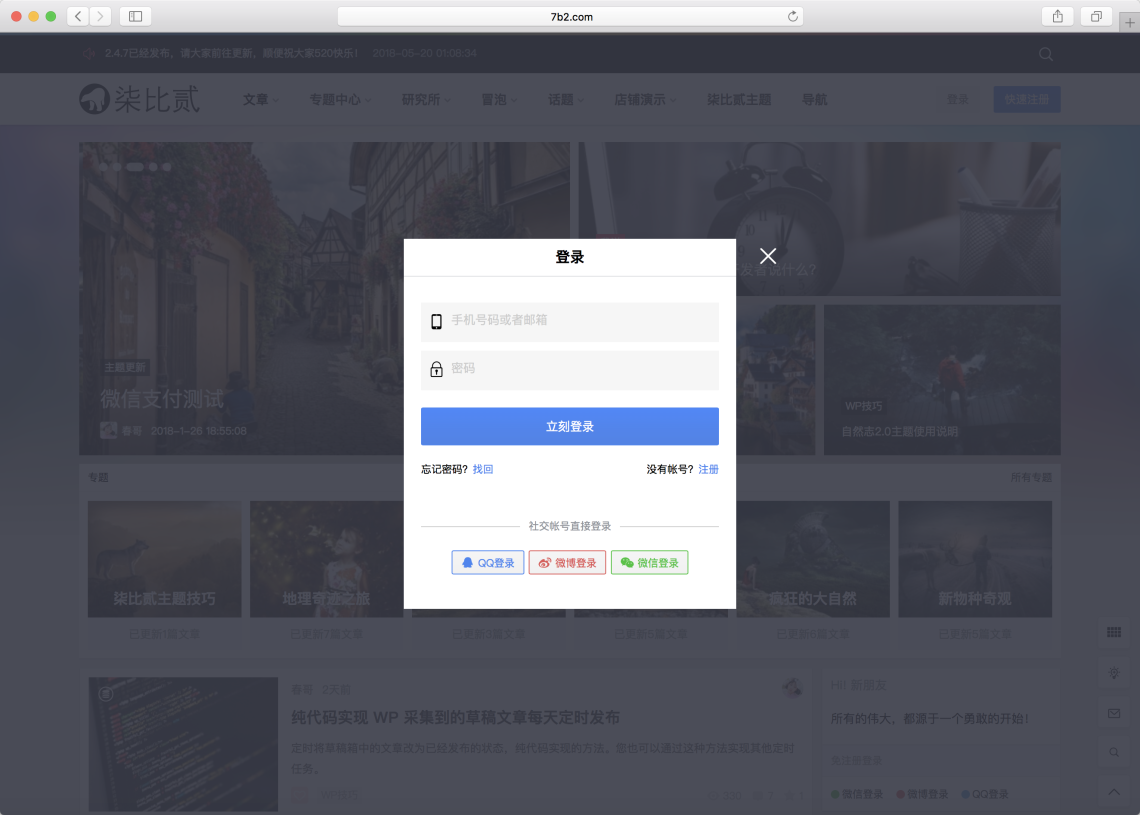 7b2.com
2.4.7已经发布，请大家前往更新，顺便祝大家520快乐！ 2018-05-20 01:08:34
柒比贰 文章 专题中心 研究所 冒泡 话题 店铺演示 柒比贰主题 导航 登录 快速注册
登录
手机号码或者邮箱
密码
立刻登录
忘记密码? 找回 没有帐号? 注册
社交帐号直接登录
QQ登录 微博登录 微信登录
主题更新
微信支付测试
春哥 2018-1-26 18:55:08
发者说什么?
WP技巧
自然志2.0主题使用说明
专题 所有专题
柒比贰主题技巧 地理奇迹之旅 疯狂的大自然 新物种奇观
已更新1篇文章 已更新7篇文章 已更新3篇文章 已更新5篇文章 已更新6篇文章 已更新5篇文章
春哥 2天前
纯代码实现 WP 采集到的草稿文章每天定时发布
定时将草稿箱中的文章改为已经发布的状态。纯代码实现的方法。您也可以通过这种方法实现其他定时
任务。
WP技巧
Hi! 新朋友
所有的伟大，都源于一个勇敢的开始！
免注册登录
微信登录 微博登录 QQ登录